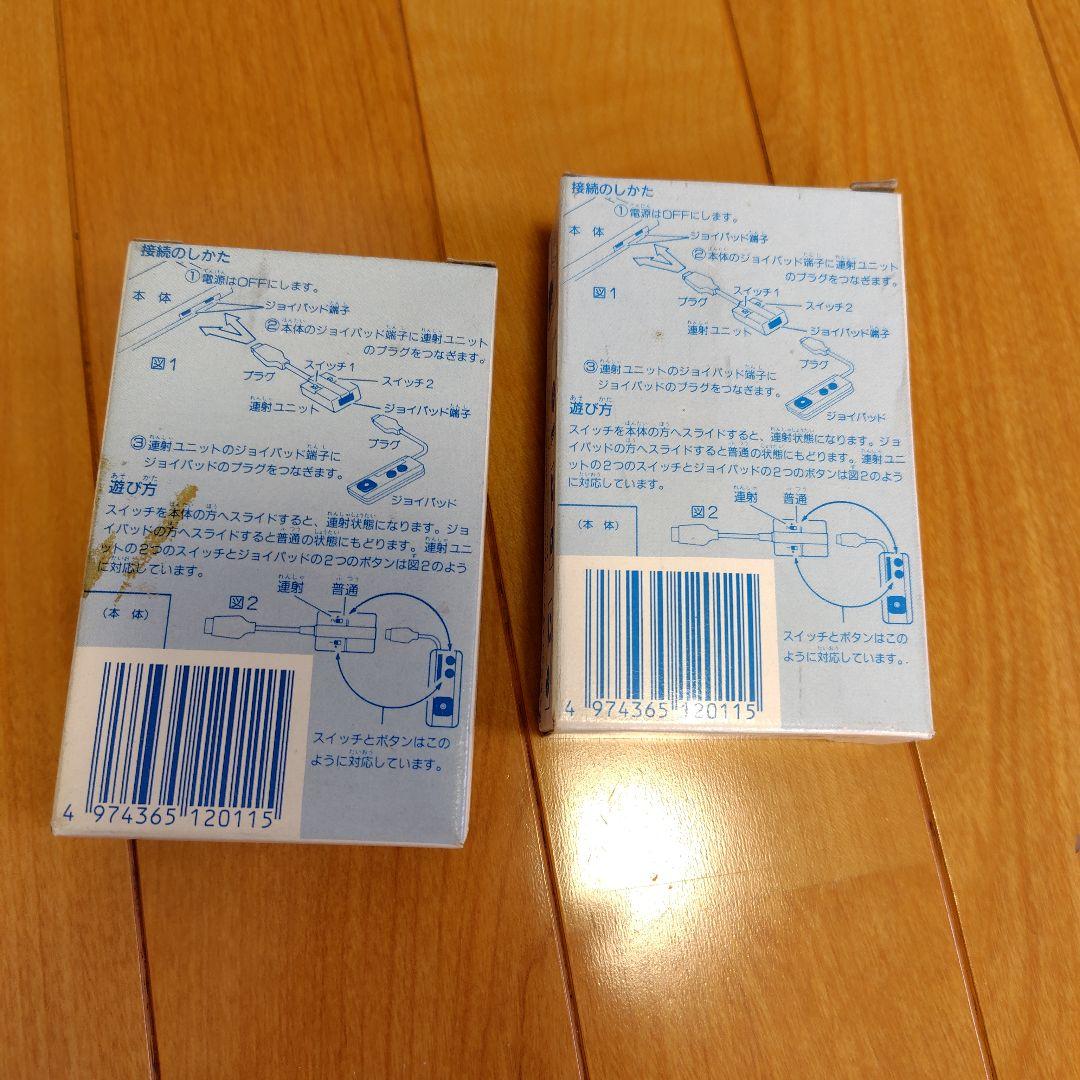 接続のしかた
①電源はOFFにします。
本体
ジョイパッド端子
②本体のジョイパッド端子に連射ユニット
のプラグをつなぎます。
図1
スイッチ1
プラグ
スイッチ2
連射ユニット
ジョイパッド端子
プラグ
③連射ユニットのジョイパッド端子に
ジョイパッドのプラグをつなぎます。
ジョイパッド
遊び方
スイッチを本体の方へスライドすると、連射状態になります。ジョ
イパッドの方へスライドすると普通の状態にもどります。連射ユニ
ットの2つのスイッチとジョイパッドの2つのボタンは図2のよう
に対応しています。
連射 普通
図2
(本体)
スイッチとボタンはこの
ように対応しています。
4 974365 120115
接続のしかた
①電源はOFFにします。
本体
ジョイパッド端子
②本体のジョイパッド端子に連射ユニット
のプラグをつなぎます。
図1
スイッチ1
プラグ
スイッチ2
連射ユニット
ジョイパッド端子
プラグ
③連射ユニットのジョイパッド端子に
ジョイパッドのプラグをつなぎます。
ジョイパッド
遊び方
スイッチを本体の方へスライドすると、連射状態になります。ジョ
イパッドの方へスライドすると普通の状態にもどります。連射ユニ
ットの2つのスイッチとジョイパッドの2つのボタンは図2のよう
に対応しています。
連射 普通
図2
(本体)
スイッチとボタンはこの
ように対応しています。
4 974365 120115